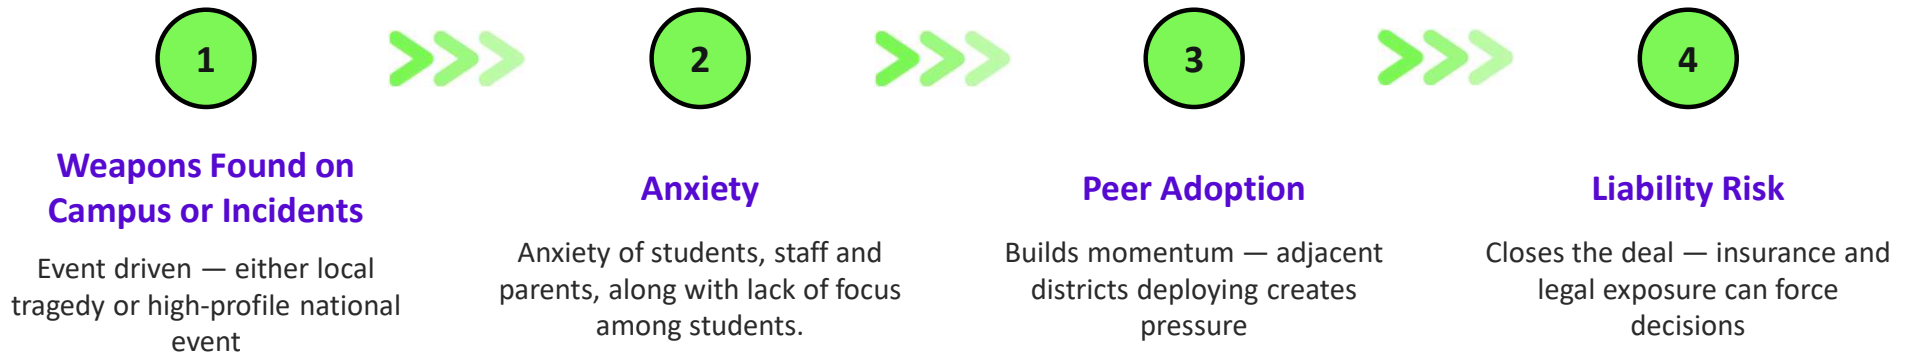 1
Weapons Found on
Campus or Incidents
Event driven — either local
tragedy or high-profile national
event
2
Anxiety
Anxiety of students, staff and
parents, along with lack of focus
among students.
3
Peer Adoption
Builds momentum — adjacent
districts deploying creates
pressure
4
Liability Risk
Closes the deal — insurance and
legal exposure can force
decisions